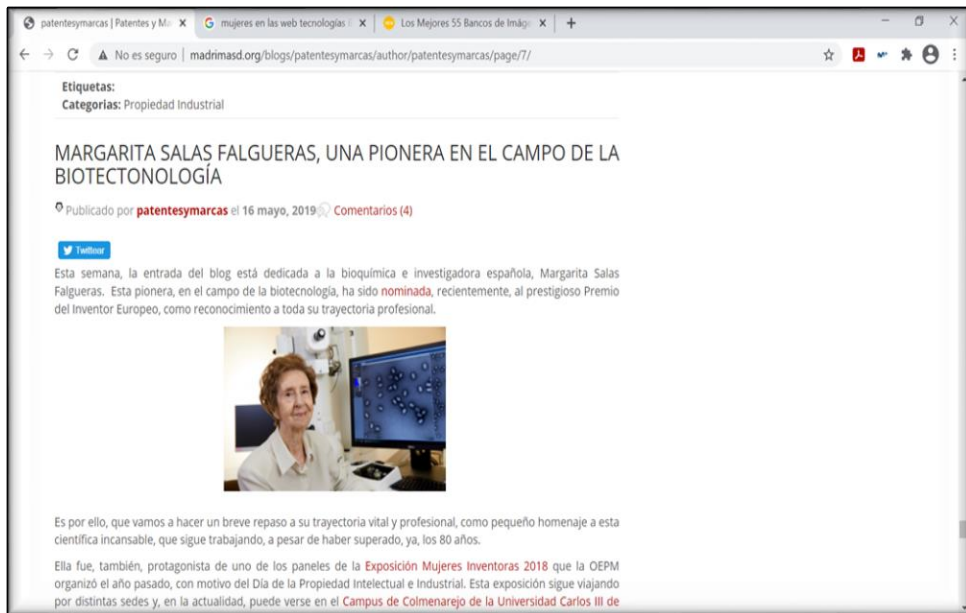 patentesymarcas | Patentes y Ma
mujeres en las web tecnologías i
Los Mejores 55 Bancos de Imág
No es seguro | madrimasd.org/blogs/patentesymarcas/author/patentesymarcas/page/7/
Etiquetas:
Categorias: Propiedad Industrial
MARGARITA SALAS FALGUERAS, UNA PIONERA EN EL CAMPO DE LA
BIOTECTONOLOGÍA
Publicado por patentesymarcas el 16 mayo, 2019 Comentarios (4)
Twittear
Esta semana, la entrada del blog está dedicada a la bioquímica e investigadora española, Margarita Salas
Falgueras. Esta pionera, en el campo de la biotecnología, ha sido nominada, recientemente, al prestigioso Premio
del Inventor Europeo, como reconocimiento a toda su trayectoria profesional.
Es por ello, que vamos a hacer un breve repaso a su trayectoria vital y profesional, como pequeño homenaje a esta
científica incansable, que sigue trabajando, a pesar de haber superado, ya, los 80 años.
Ella fue, también, protagonista de uno de los paneles de la Exposición Mujeres Inventoras 2018 que la OEPM
organizó el año pasado, con motivo del Día de la Propiedad Intelectual e Industrial. Esta exposición sigue viajando
por distintas sedes y, en la actualidad, puede verse en el Campus de Colmenarejo de la Universidad Carlos III de